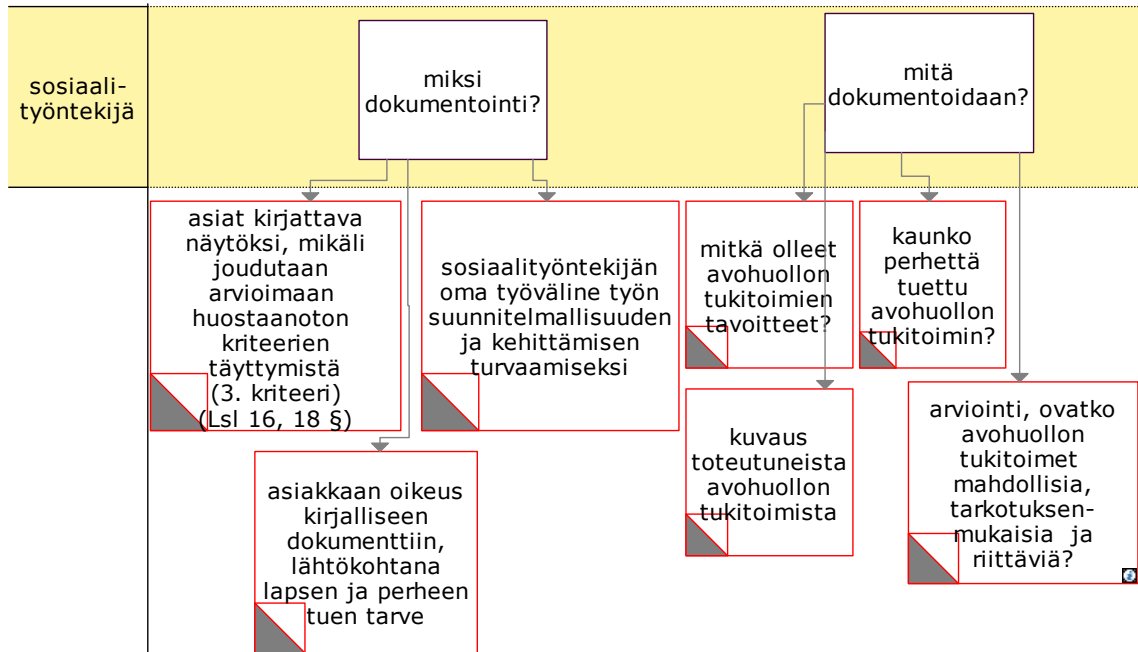 sosiaali-
työntekijä
miksi
dokumentointi?
mitä
dokumentoidaan?
asiat kirjattava
näytöksi, mikäli
joudutaan
arvioimaan
huostaanoton
kriteerien
täyttymistä
(3. kriteeri)
(Lsl 16, 18 §)
sosiaalityöntekijän
oma työväline työn
suunnitelmallisuuden
ja kehittämisen
turvaamiseksi
mitkä olleet
avohuollon
tukitoimien
tavoitteet?
kaunko
perhettä
tuettu
avohuollon
tukitoimin?
asiakkaan oikeus
kirjalliseen
dokumenttiin,
lähtökohtana
lapsen ja perheen
tuen tarve
kuvaus
toteutuneista
avohuollon
tukitoimista
arviointi, ovatko
avohuollon
tukitoimet
mahdollisia,
tarkotuksen-
mukaisia  ja
riittäviä?